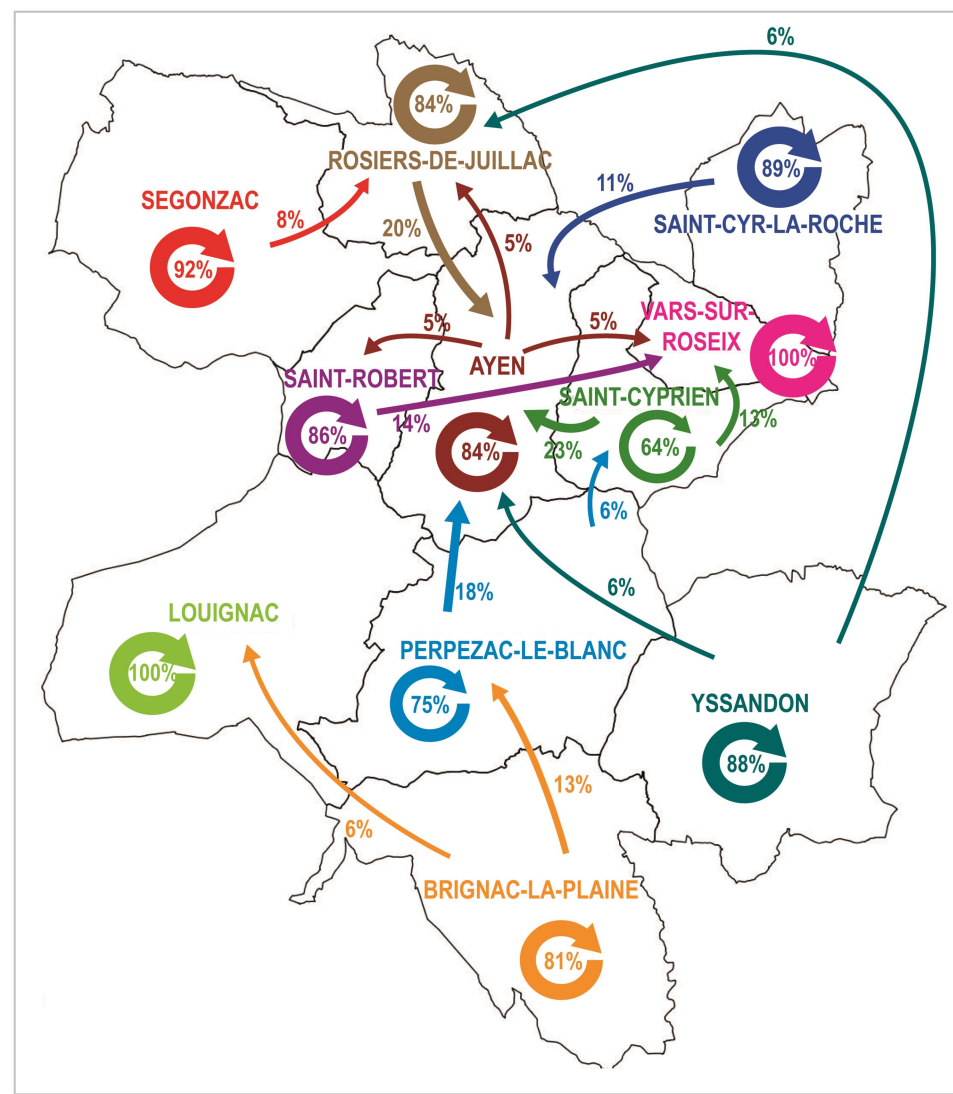 6%
84%
ROSIERS-DE-JUILLAC
89%
11%
SAINT-CYR-LA-ROCHE
SEGONZAC
8%
20%
5%
92%
5%
5%
VARS-SUR-
ROSEIX
100%
AYEN
SAINT-ROBERT
SAINT-CYPRIEN
14%
13%
86%
84%
23%
64%
6%
18%
6%
LOUIGNAC
100%
PERPEZAC-LE-BLANC
75%
YSSANDON
88%
13%
6%
BRIGNAC-LA-PLAINE
81%